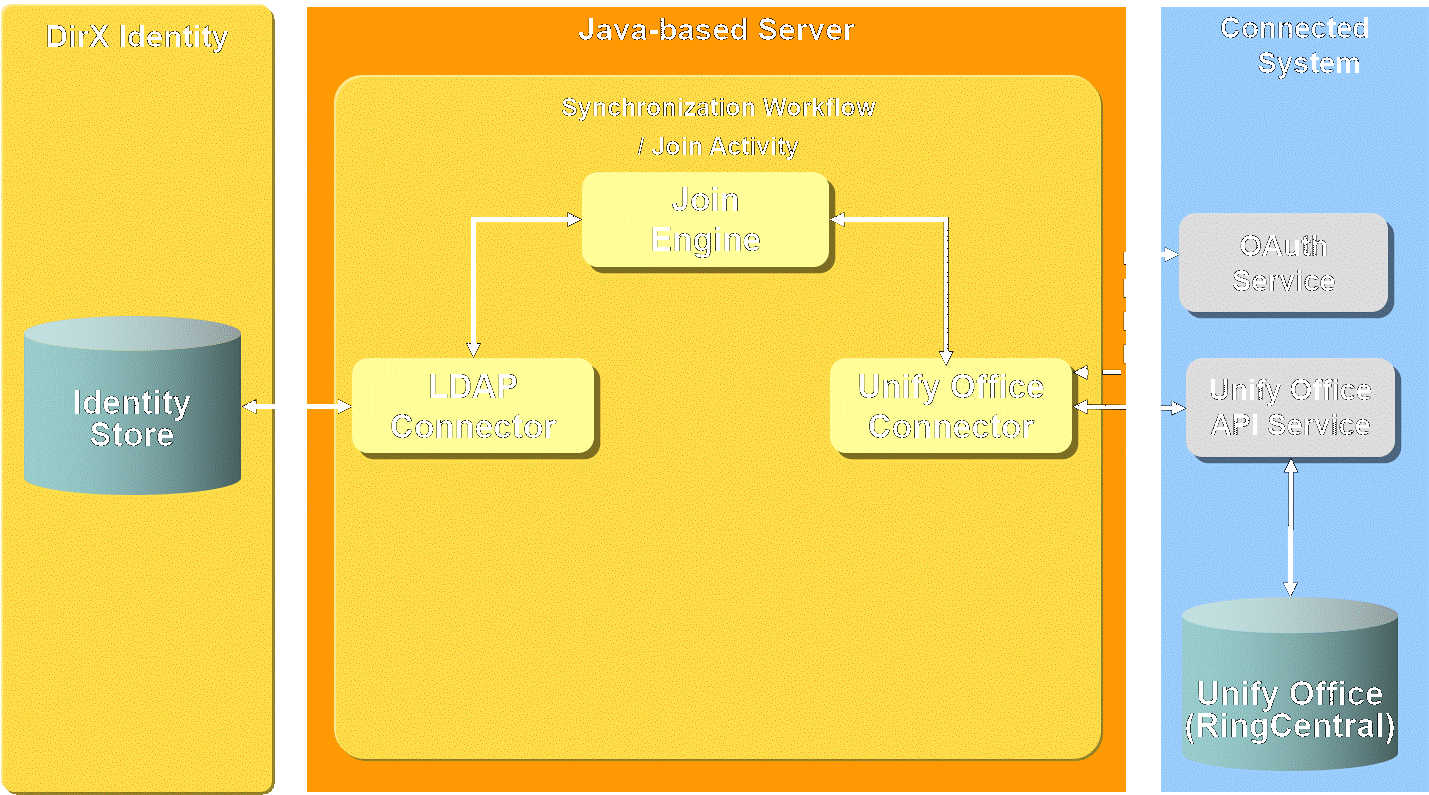 DirX Identity
Identity
Store
Java-based Server
Synchronization Workflow
/ Join Activity
Join
Engine
LDAP
Connector
Unify Office
Connector
Connected
System
OAuth
Service
Unify Office
API Service
Unify Office
(RingCentral)